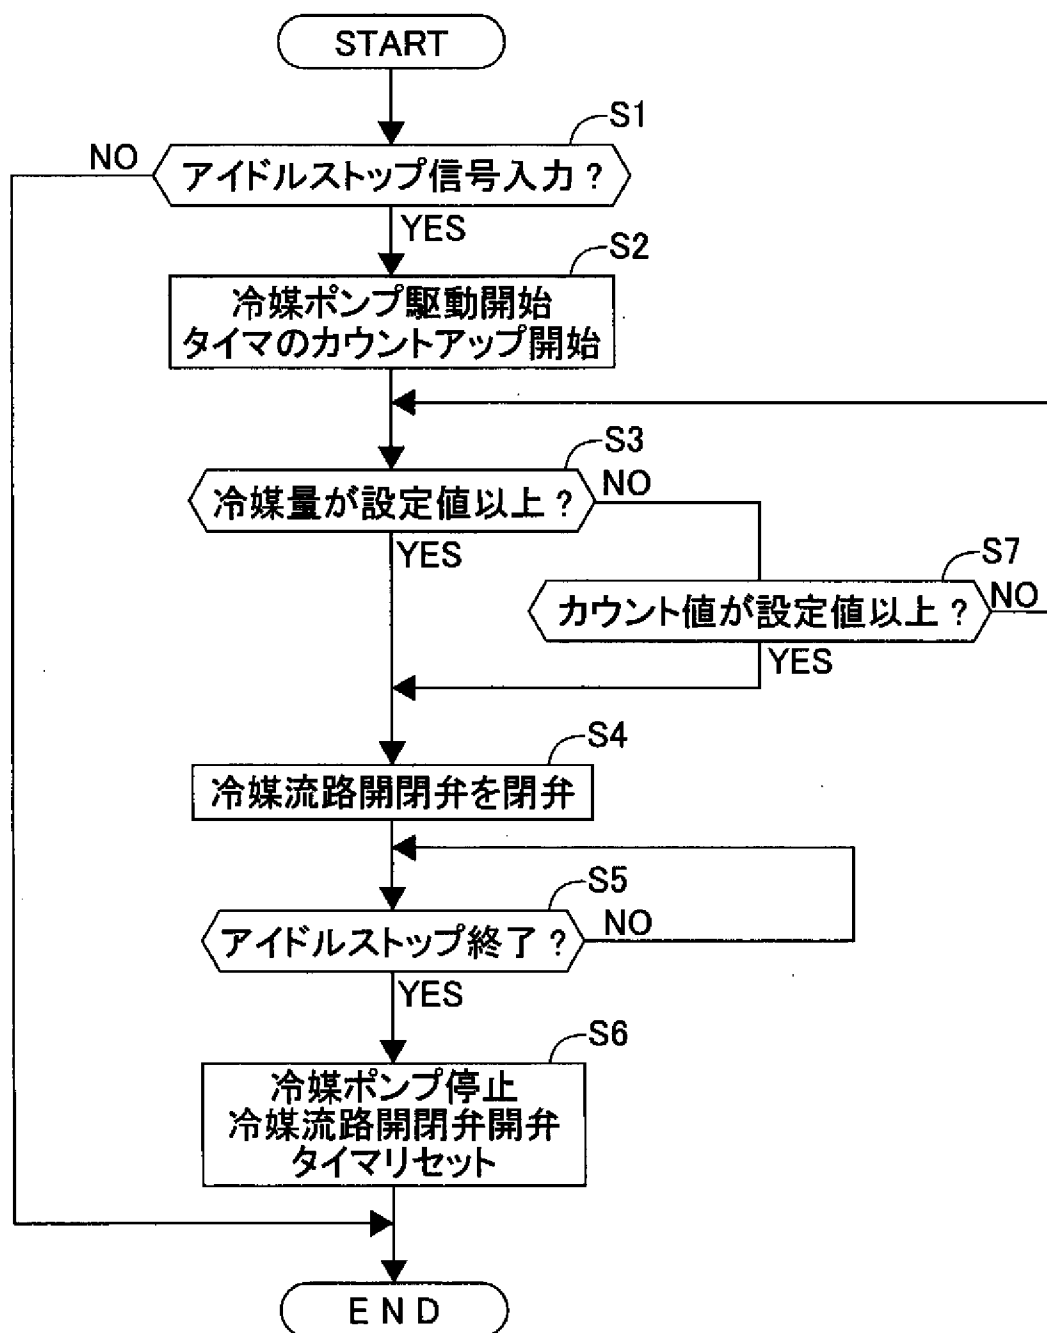 START
S1
NO
アイドルストップ信号入力?
YES
S2
冷媒ポンプ駆動開始
タイマのカウントアップ開始
S3
冷媒量が設定値以上?
NO
YES
S7
カウント値が設定値以上?
NO
YES
S4
冷媒流路開閉弁を閉弁
S5
アイドルストップ終了?
NO
YES
S6
冷媒ポンプ停止
冷媒流路開閉弁開弁
タイマリセット
END